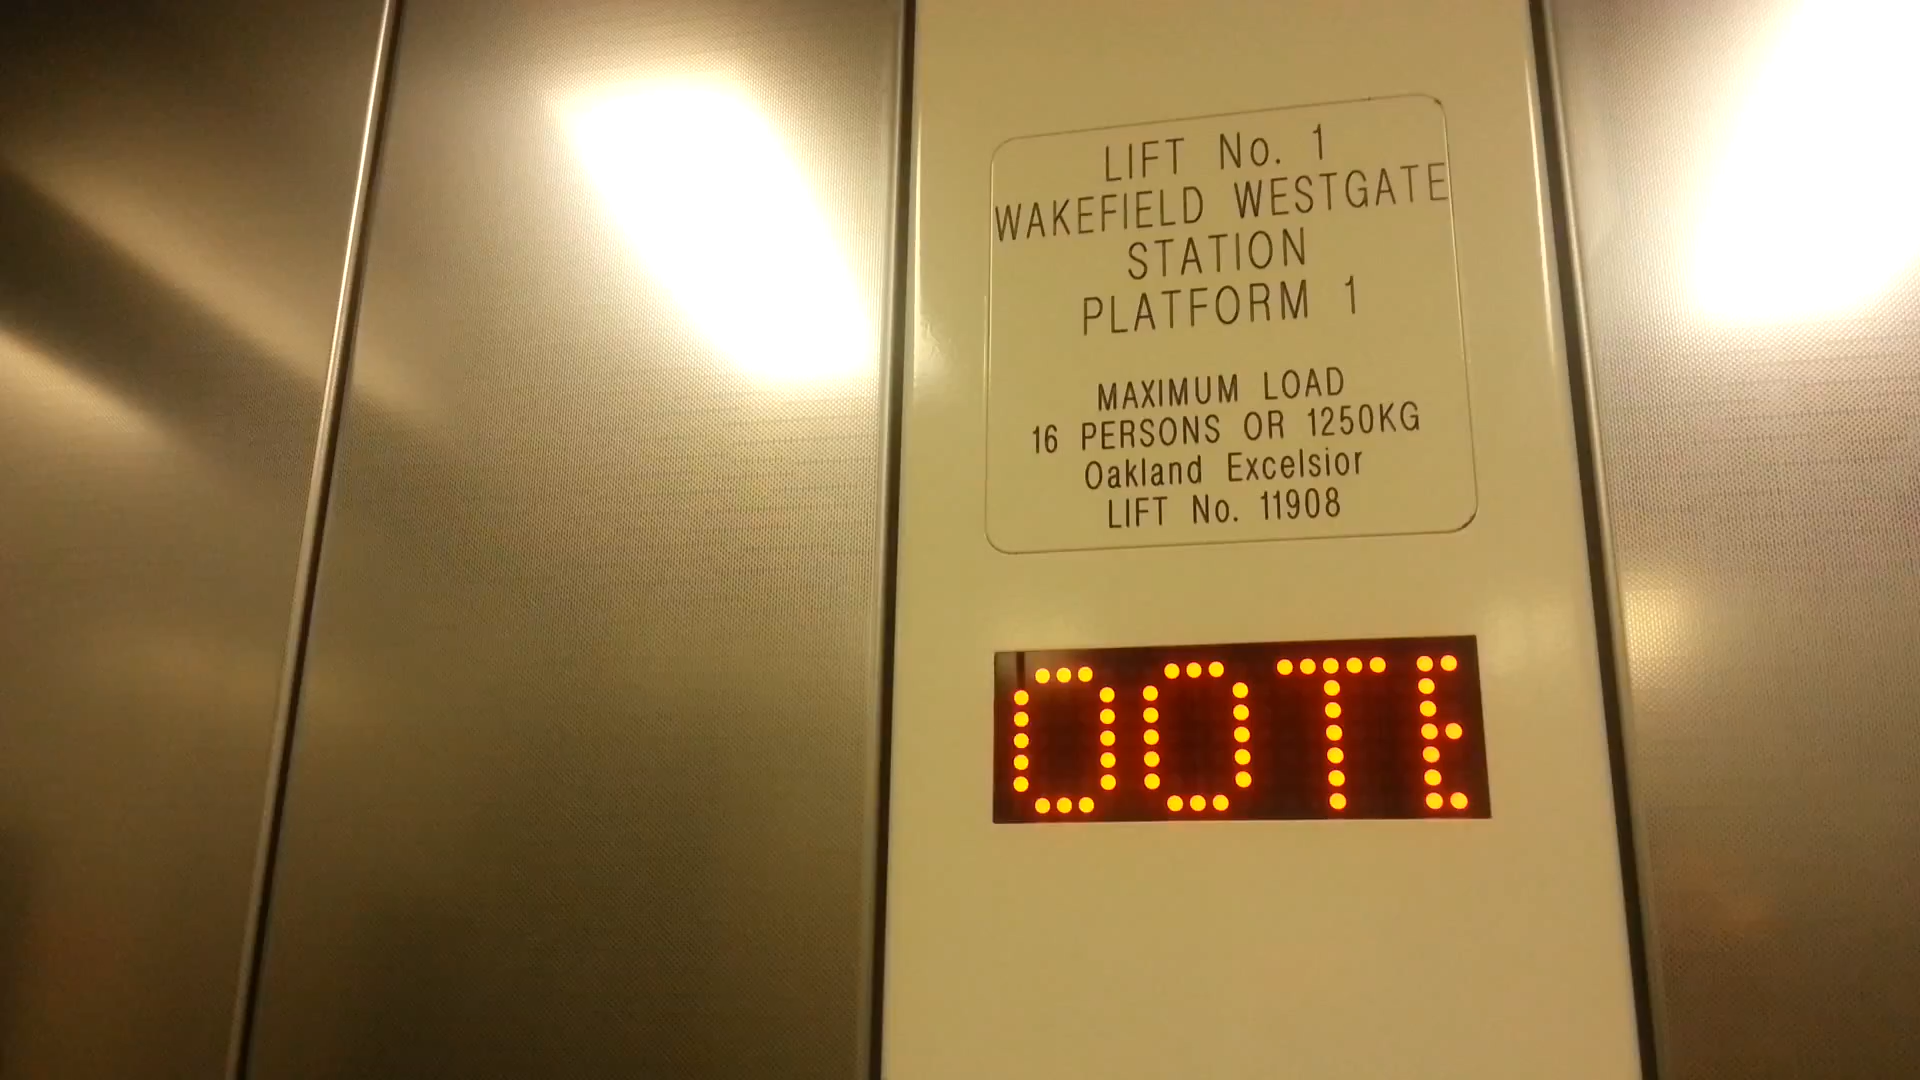 LIFT No. 1
WAKEFIELD WESTGATE
STATION
PLATFORM 1
MAXIMUM LOAD
16 PERSONS OR 1250KG
Oakland Excelsior
LIFT No. 11908
OOT